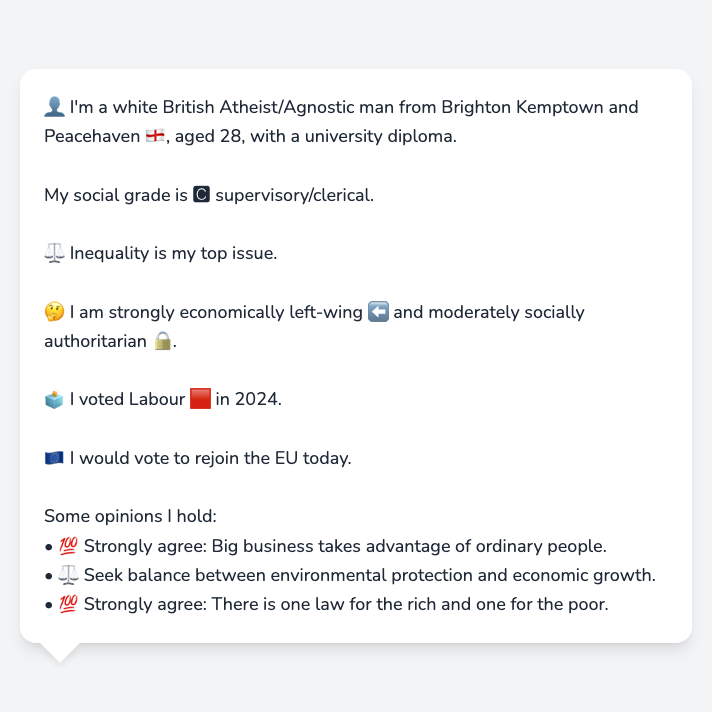 👤 I'm a white British Atheist/Agnostic man from Brighton Kemptown and
Peacehaven 🏴󠁧󠁢󠁥󠁮󠁧󠁿, aged 28, with a university diploma.
My social grade is 🅲 supervisory/clerical.
⚖️ Inequality is my top issue.
🤔 I am strongly economically left-wing ⬅️ and moderately socially
authoritarian 🔒.
🗳️ I voted Labour 🟥 in 2024.
🇪🇺 I would vote to rejoin the EU today.
Some opinions I hold:
• 💯 Strongly agree: Big business takes advantage of ordinary people.
• ⚖️ Seek balance between environmental protection and economic growth.
• 💯 Strongly agree: There is one law for the rich and one for the poor.